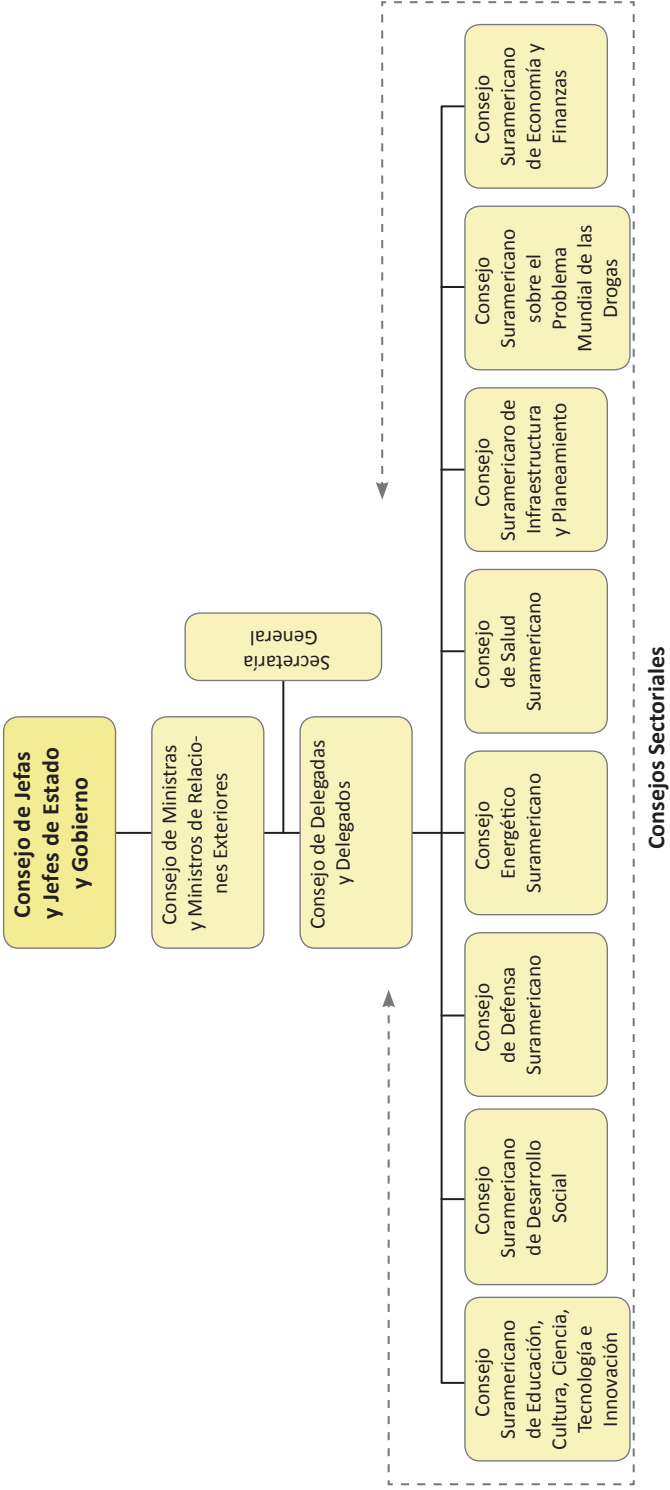 Consejo de Jefas
y Jefes de Estado
y Gobierno
Consejo de Ministras
y Ministros de Relacio-
nes Exteriores
Secretaría
General
Consejo de Delegadas
y Delegados
Consejo
Suramericano
de Educación,
Cultura, Ciencia,
Tecnología e
Innovación
Consejo
Suramericano
de Desarrollo
Social
Consejo
de Defensa
Suramericano
Consejo
Energético
Suramericano
Consejo
de Salud
Suramericano
Consejo
Suramericaro de
Infraestructura
y Planeamiento
Consejo
Suramericano
sobre el
Problema
Mundial de las
Drogas
Consejo
Suramericano
de Economía y
Finanzas
Consejos Sectoriales